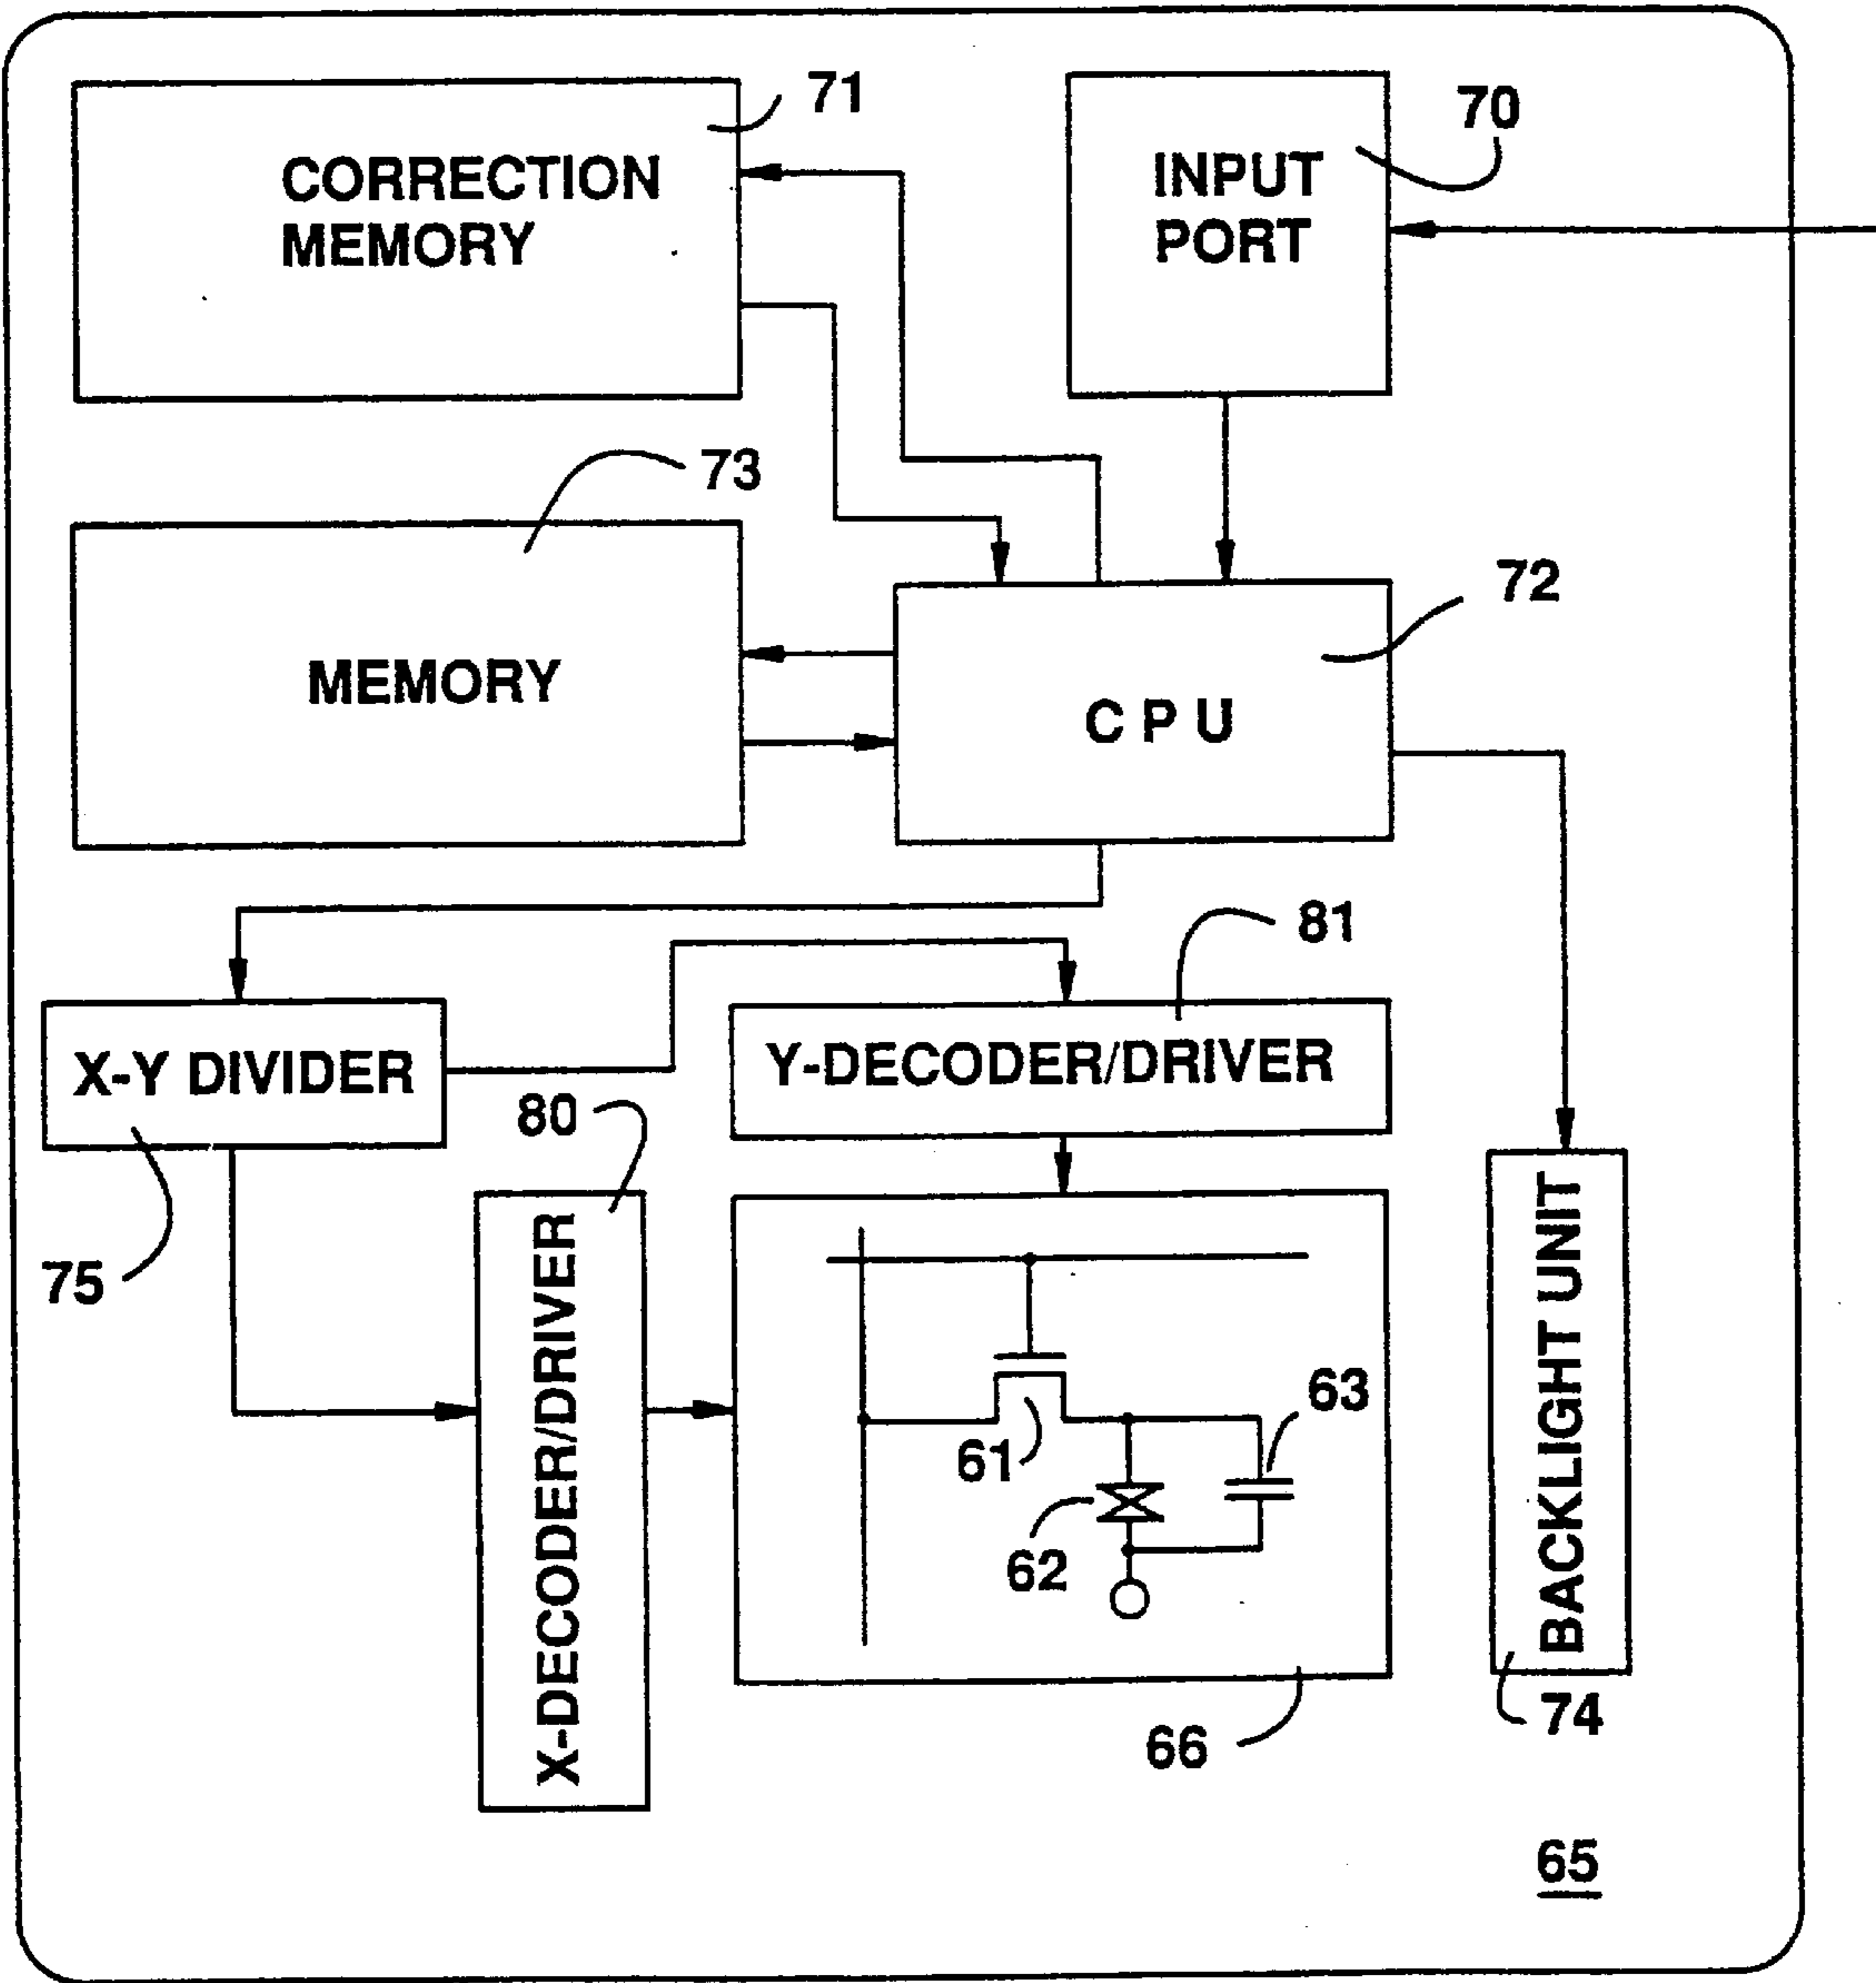 71
70
CORRECTION
MEMORY
INPUT
PORT
73
72
MEMORY
C P U
81
X-Y DIVIDER
Y-DECODER/DRIVER
80
75
X-DECODER/DRIVER
BACKLIGHT UNIT
63
61
62
74
66
65